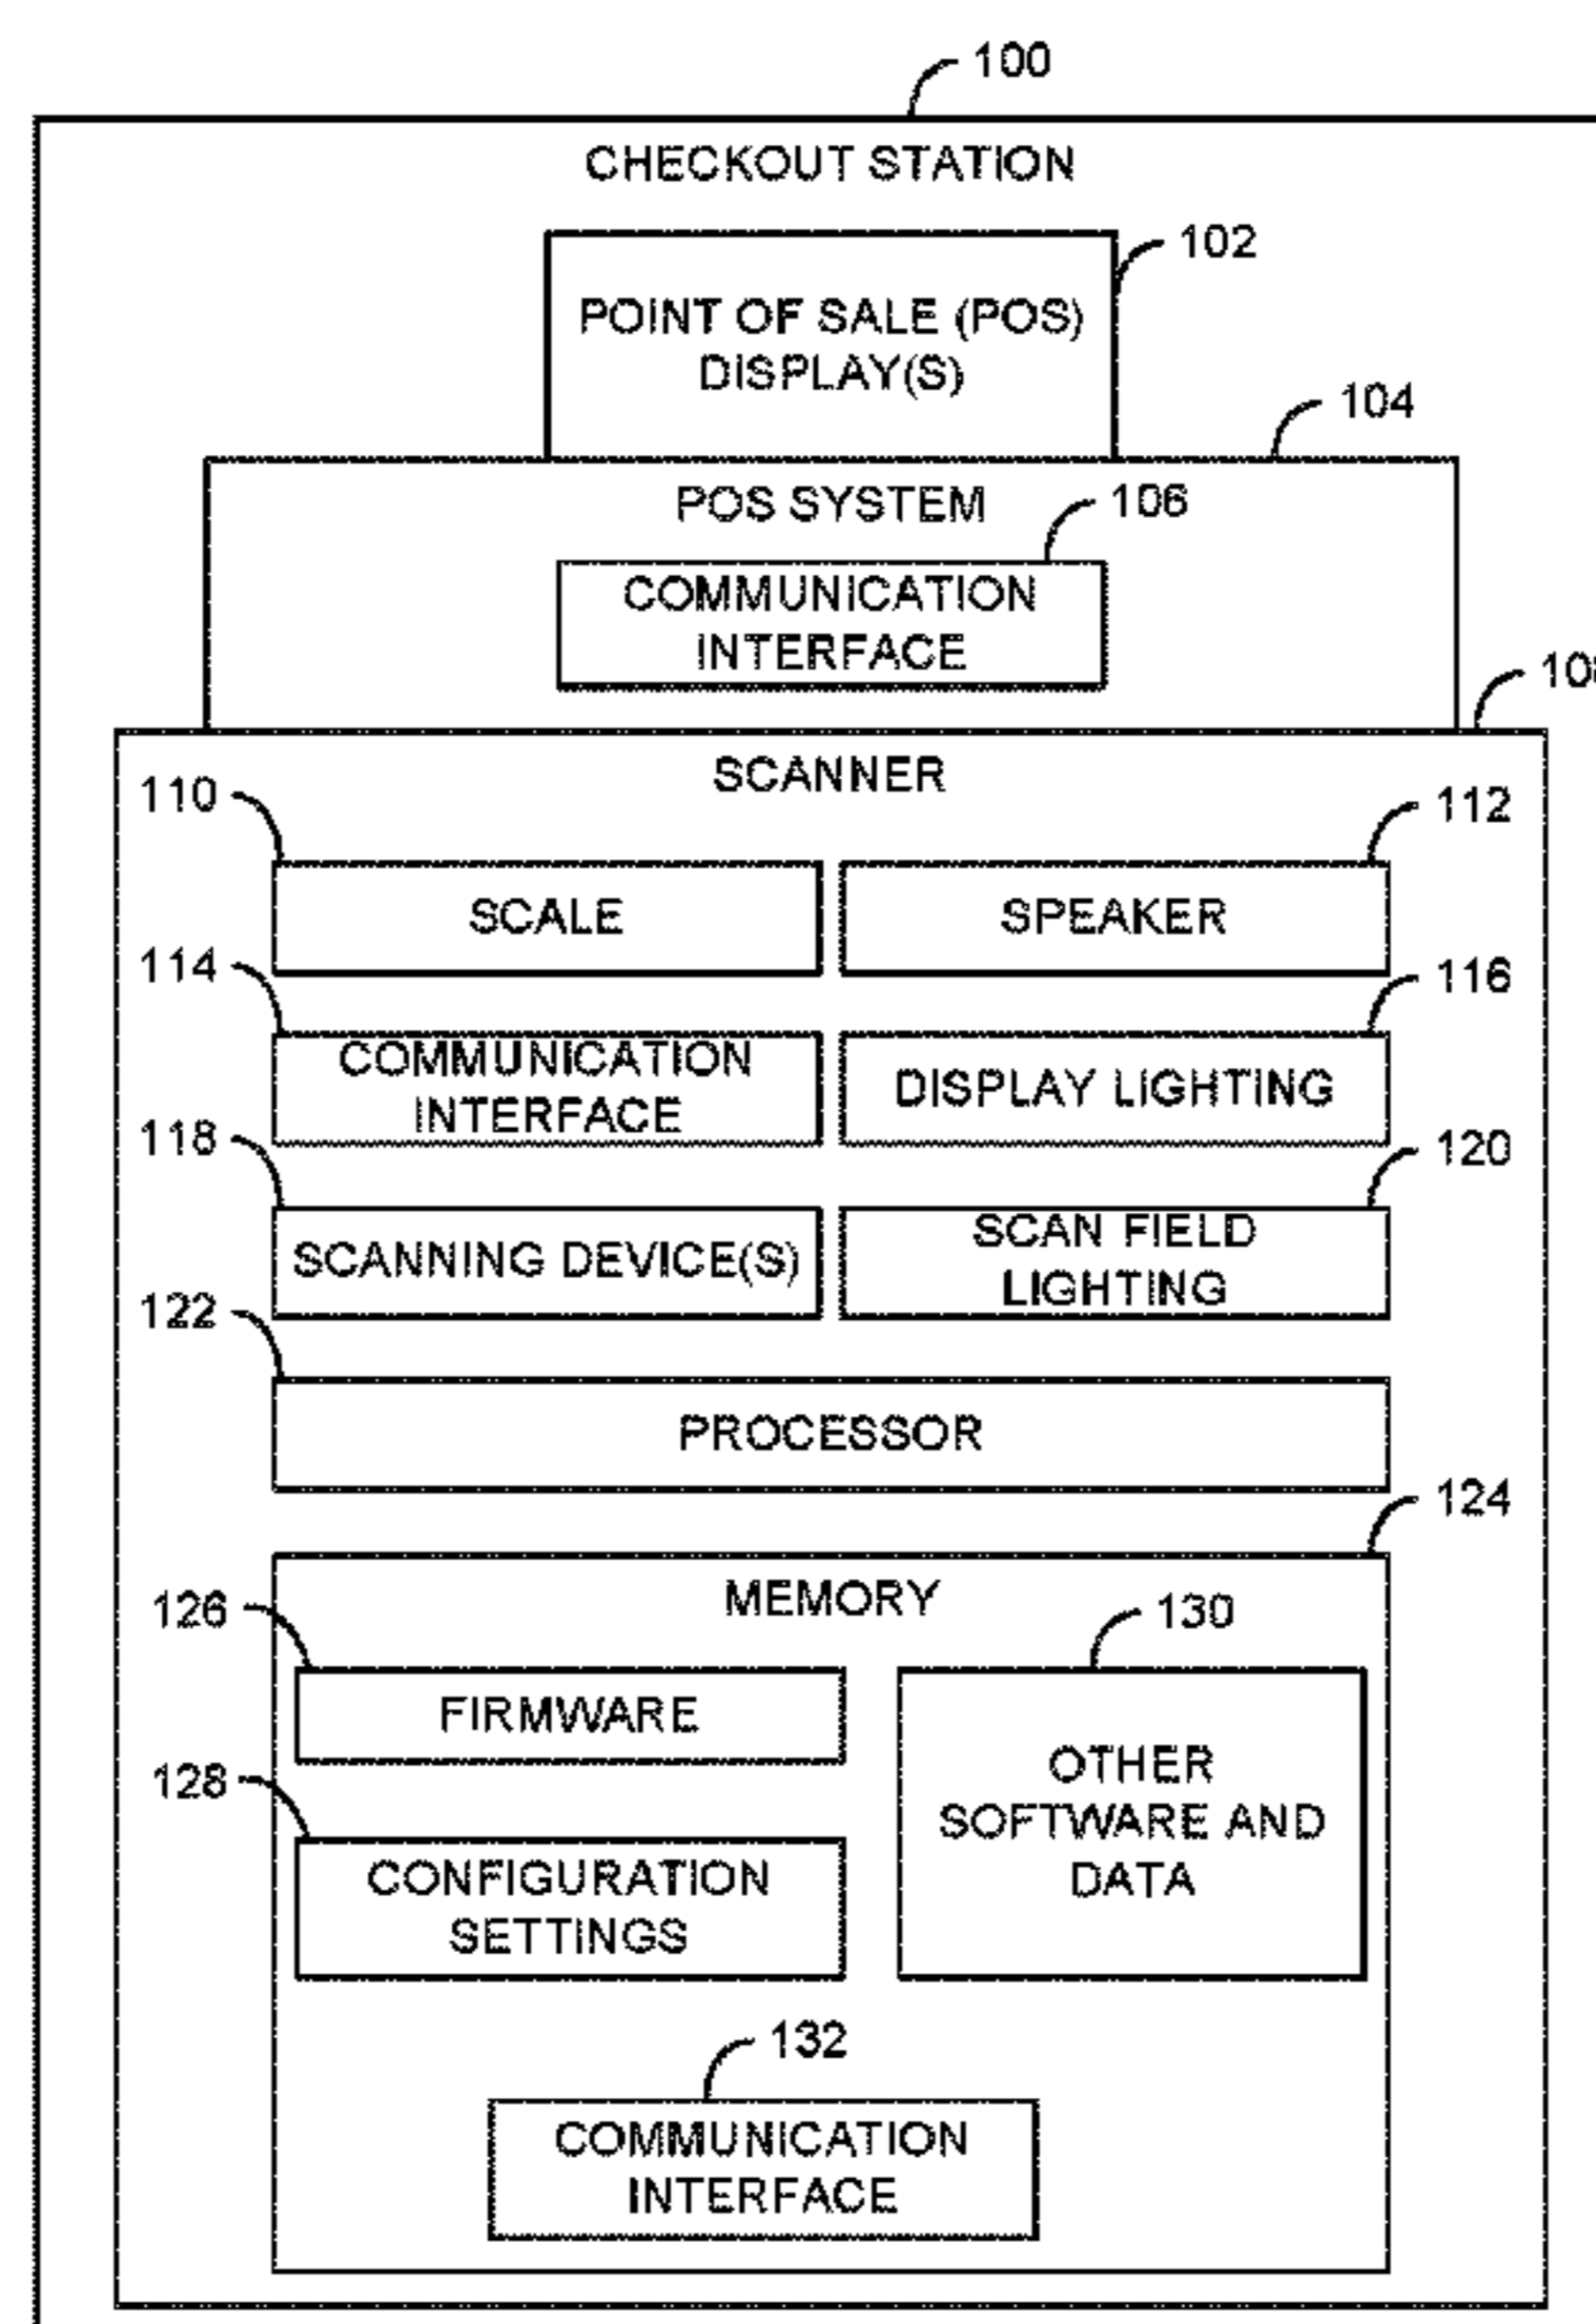 100
CHECKOUT STATION
102
POINT OF SALE (POS)
DISPLAY(S)
104
POS SYSTEM
106
COMMUNICATION
INTERFACE
SCANNER
110
112
SCALE
SPEAKER
114
116
COMMUNICATION
INTERFACE
DISPLAY LIGHTING
118
120
SCANNING DEVICE(S)
SCAN FIELD
LIGHTING
122
PROCESSOR
124
MEMORY
126
130
FIRMWARE
OTHER
SOFTWARE AND
DATA
128
CONFIGURATION
SETTINGS
132
COMMUNICATION
INTERFACE